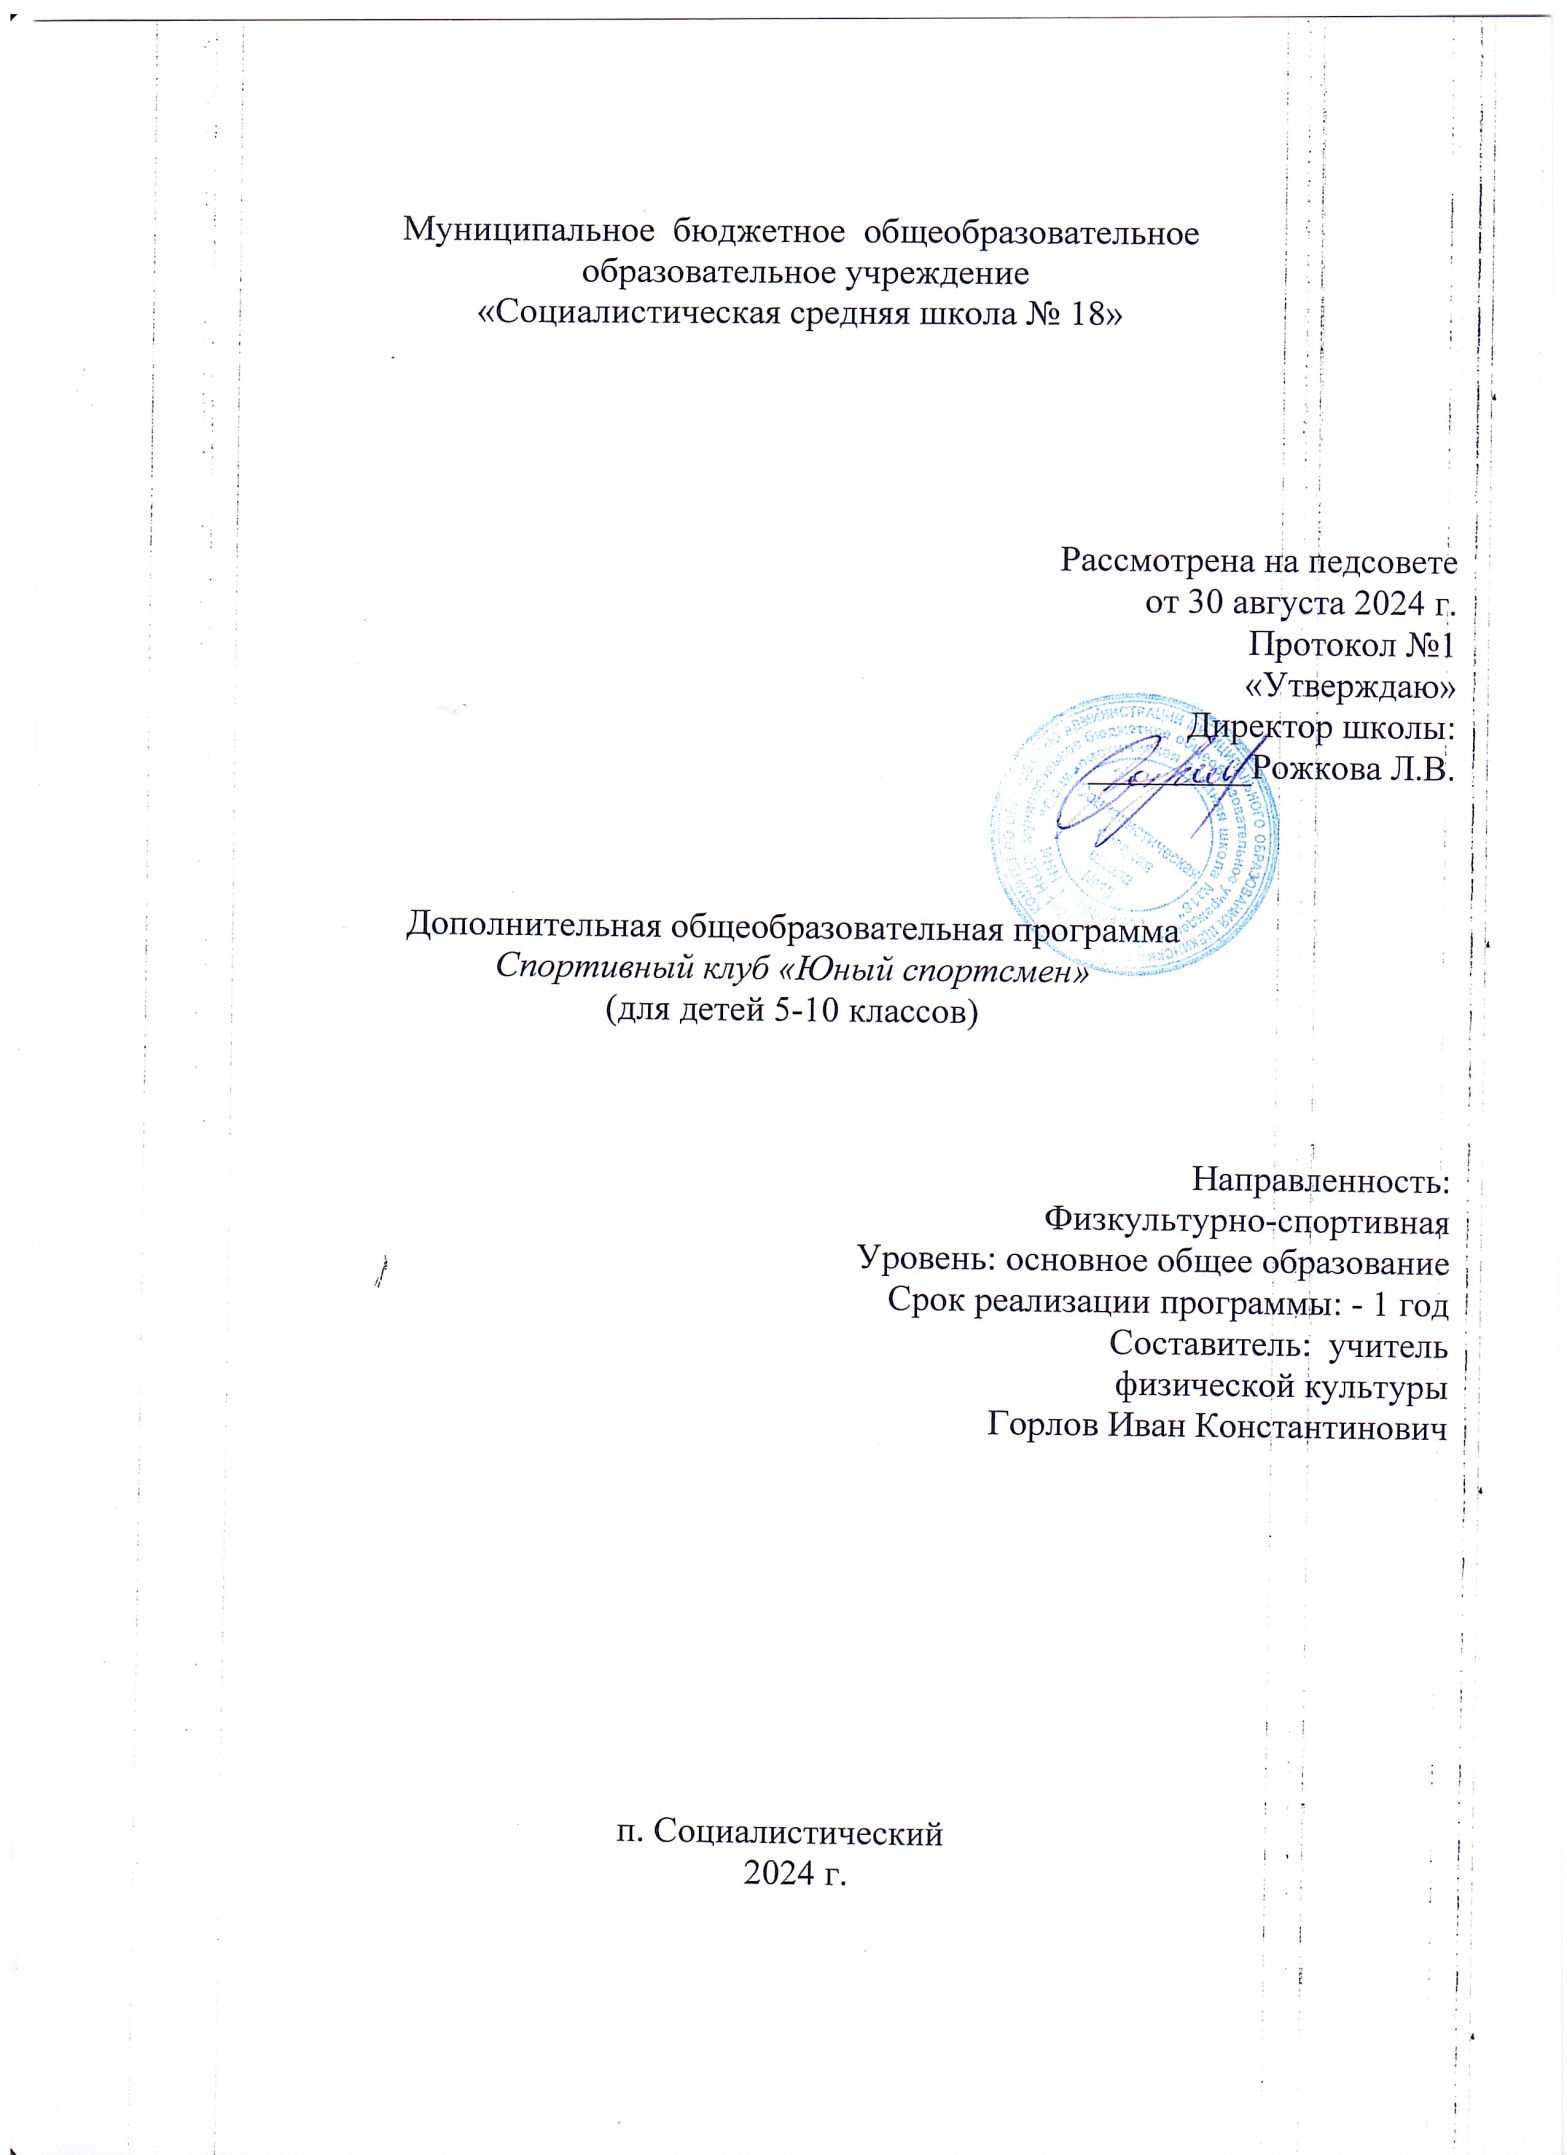 Муниципальное бюджетное общеобразовательное
образовательное учреждение
«Социалистическая средняя школа № 18»
Рассмотрена на педсовете
от 30 августа 2024 г.
Протокол №1
«Утверждаю»
Директор школы:
Рожкова Л.В.
Дополнительная общеобразовательная программа
Спортивный клуб «Юный спортсмен»
(для детей 5-10 классов)
Направленность:
Физкультурно-спортивная
Уровень: основное общее образование
Срок реализации программы: - 1 год
Составитель: учитель
физической культуры
Горлов Иван Константинович
п. Социалистический
2024 г.